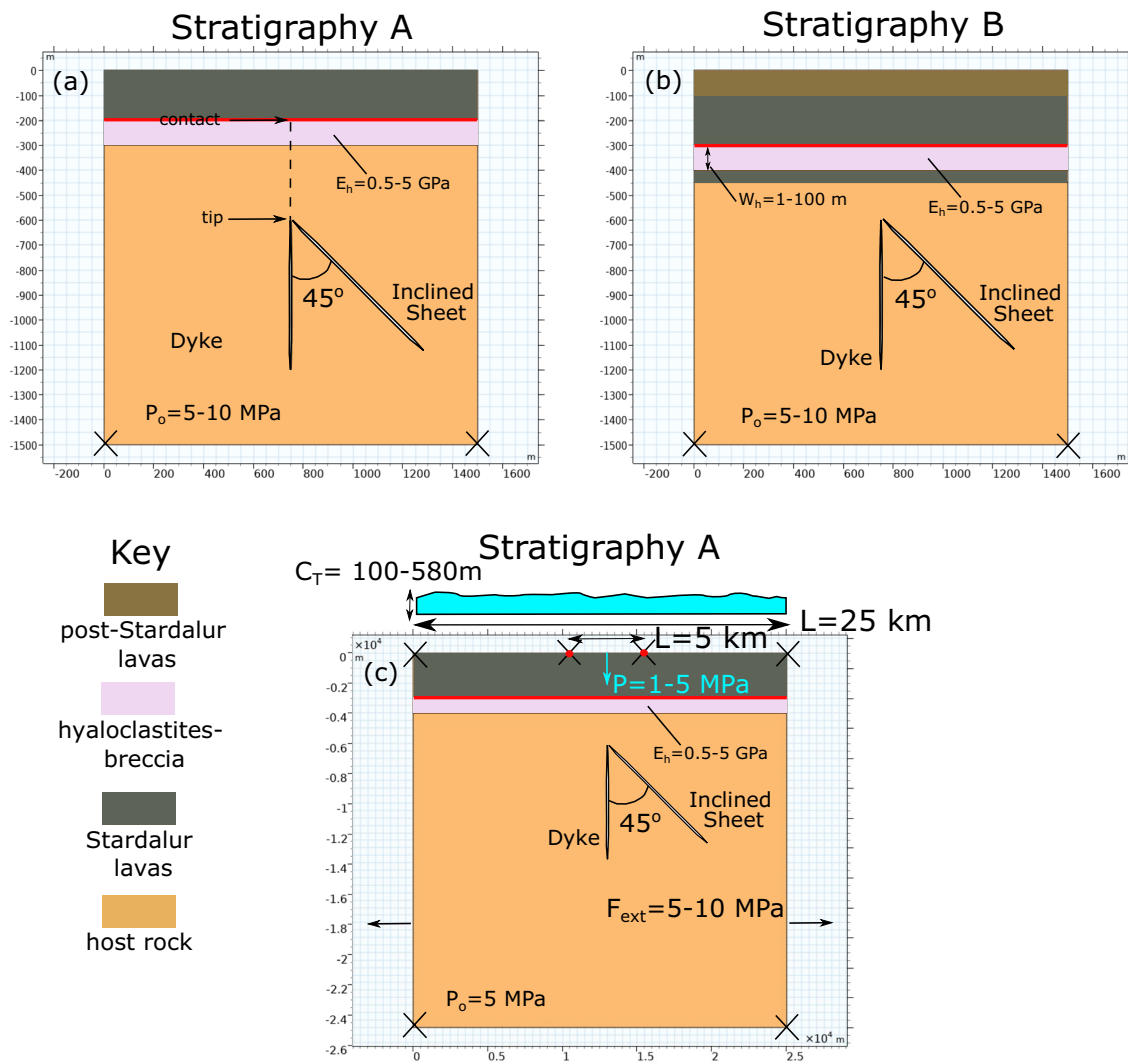 Stratigraphy A
Stratigraphy B
m
(a)
0
-100
-200
-300
-400
-500
-600
-700
-800
-900
-1000
-1100
-1200
-1300
-1400
-1500
contact
Eh=0.5-5 GPa
tip
45o
Inclined
Sheet
Dyke
Po=5-10 MPa
-200 0 200 400 600 800 1000 1200 1400
m
m
(b)
0
-100
-200
-300
-400
-500
-600
-700
-800
-900
-1000
-1100
-1200
-1300
-1400
-1500
Wh=1-100 m
Eh=0.5-5 GPa
45o
Inclined
Sheet
Dyke
Po=5-10 MPa
-200 0 200 400 600 800 1000 1200 1400 1600
m
Key
post-Stardalur
lavas
hyaloclastites-
breccia
Stardalur
lavas
host rock
Stratigraphy A
CT= 100-580m
L=25 km
L=5 km
×10⁴
m
(c)
0
-0.2
-0.4
-0.6
-0.8
-1
-1.2
-1.4
-1.6
-1.8
-2
-2.2
-2.4
-2.6
P=1-5 MPa
Eh=0.5-5 GPa
45o
Inclined
Sheet
Dyke
Fext=5-10 MPa
Po=5 MPa
0 0.5 1 1.5 2 2.5
×10⁴ m